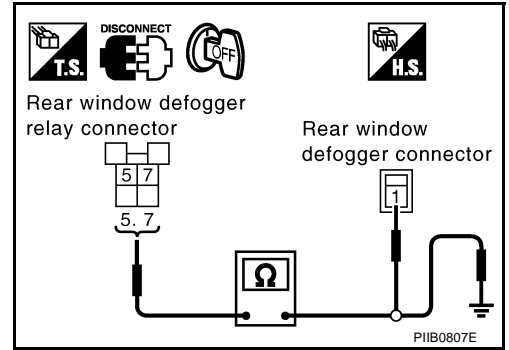 DISCONNECT
T.S.
OFF
H.S.
Rear window defogger
relay connector
Rear window
defogger connector
5 7
1
5. 7
Ω
PIIB0807E